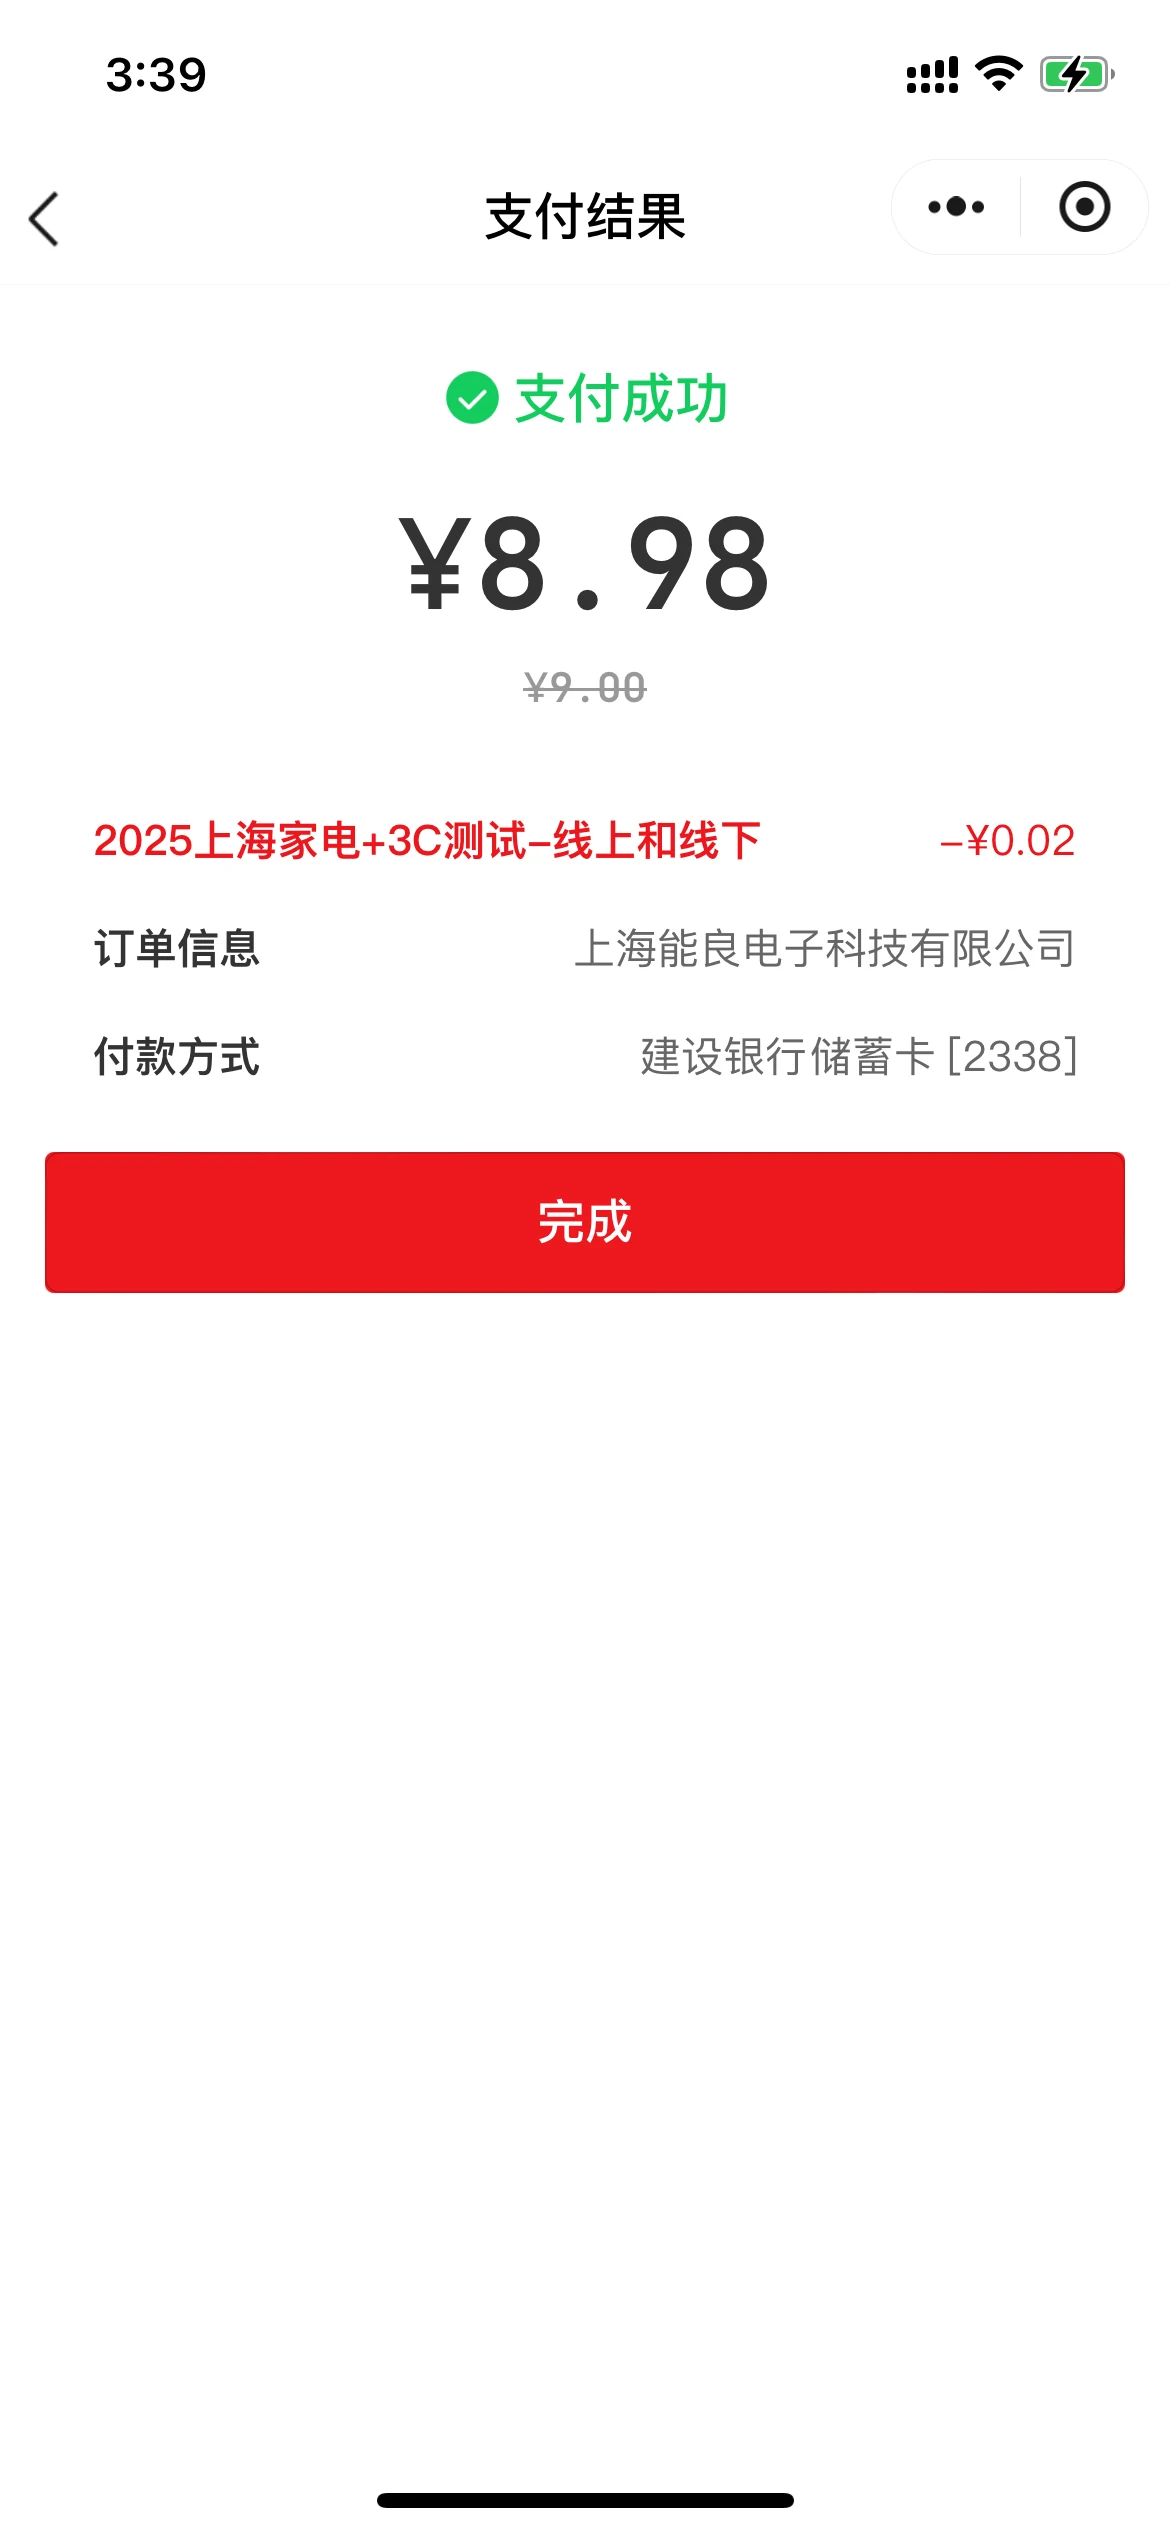 3:39
支付结果
支付成功
¥8.98
¥9.00
2025上海家电+3C测试-线上和线下 -¥0.02
订单信息 上海能良电子科技有限公司
付款方式 建设银行储蓄卡 [2338]
完成